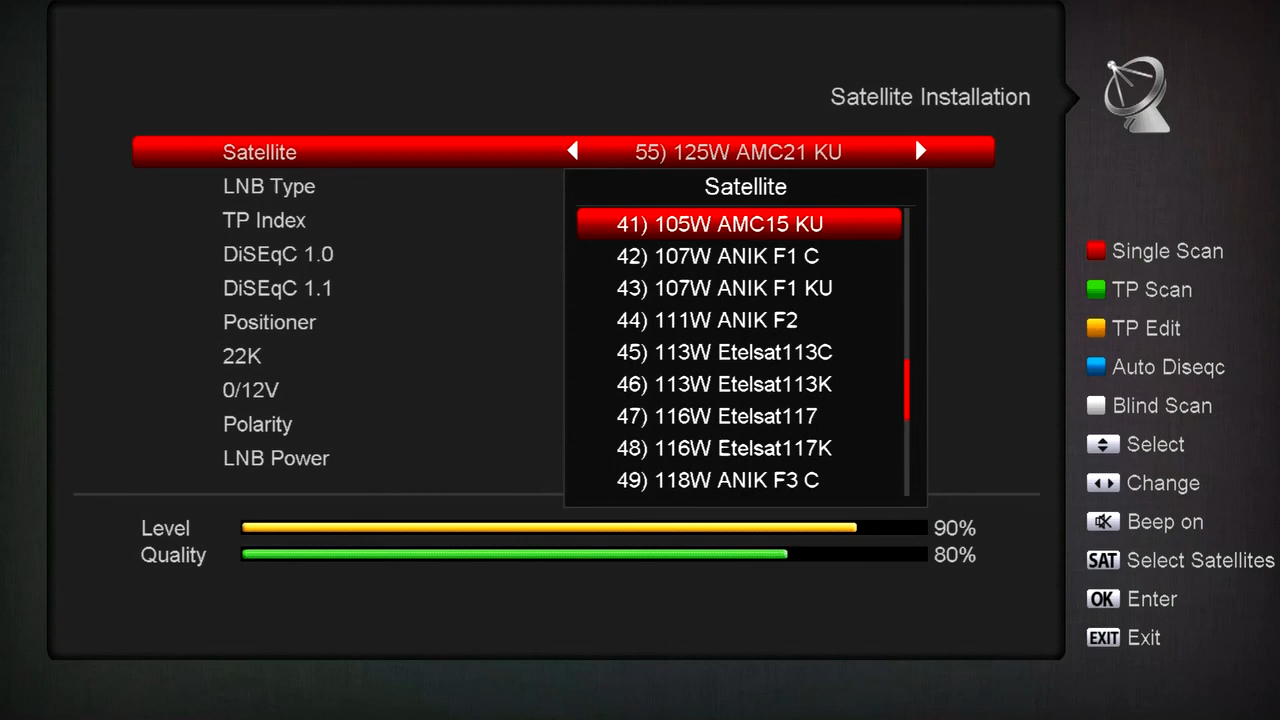 Satellite Installation
Satellite 55) 125W AMC21 KU
LNB Type
TP Index
DiSEqC 1.0
DiSEqC 1.1
Positioner
22K
0/12V
Polarity
LNB Power
Satellite
41) 105W AMC15 KU
42) 107W ANIK F1 C
43) 107W ANIK F1 KU
44) 111W ANIK F2
45) 113W Etelsat113C
46) 113W Etelsat113K
47) 116W Etelsat117
48) 116W Etelsat117K
49) 118W ANIK F3 C
Level 90%
Quality 80%
Single Scan
TP Scan
TP Edit
Auto Diseqc
Blind Scan
Select
Change
Beep on
SAT Select Satellites
OK Enter
EXIT Exit